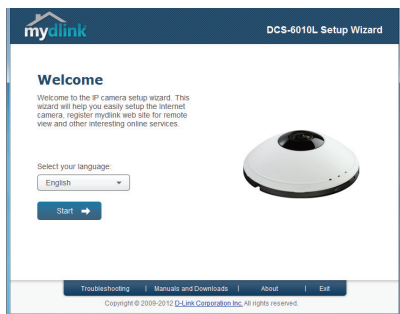 mydlink
DCS-6010L Setup Wizard
Welcome
Welcome to the IP camera setup wizard. This
wizard will help you easily setup the Internet
camera, register mydlink web site for remote
view and other interesting online services.
Select your language:
English
Start
Troubleshooting | Manuals and Downloads | About | Exit
Copyright © 2009-2012 D-Link Corporation Inc. All rights reserved.